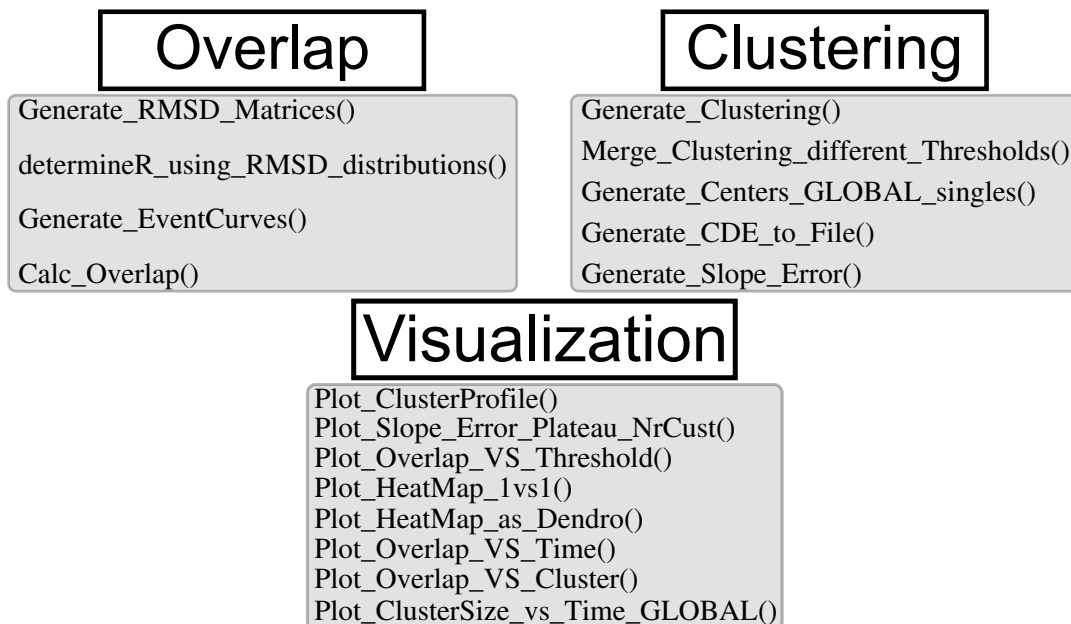 Overlap
Generate_RMSD_Matrices()
determineR_using_RMSD_distributions()
Generate_EventCurves()
Calc_Overlap()
Clustering
Generate_Clustering()
Merge_Clustering_different_Thresholds()
Generate_Centers_GLOBAL_singles()
Generate_CDE_to_File()
Generate_Slope_Error()
Visualization
Plot_ClusterProfile()
Plot_Slope_Error_Plateau_NrCust()
Plot_Overlap_VS_Threshold()
Plot_HeatMap_1vs1()
Plot_HeatMap_as_Dendro()
Plot_Overlap_VS_Time()
Plot_Overlap_VS_Cluster()
Plot_ClusterSize_vs_Time_GLOBAL()